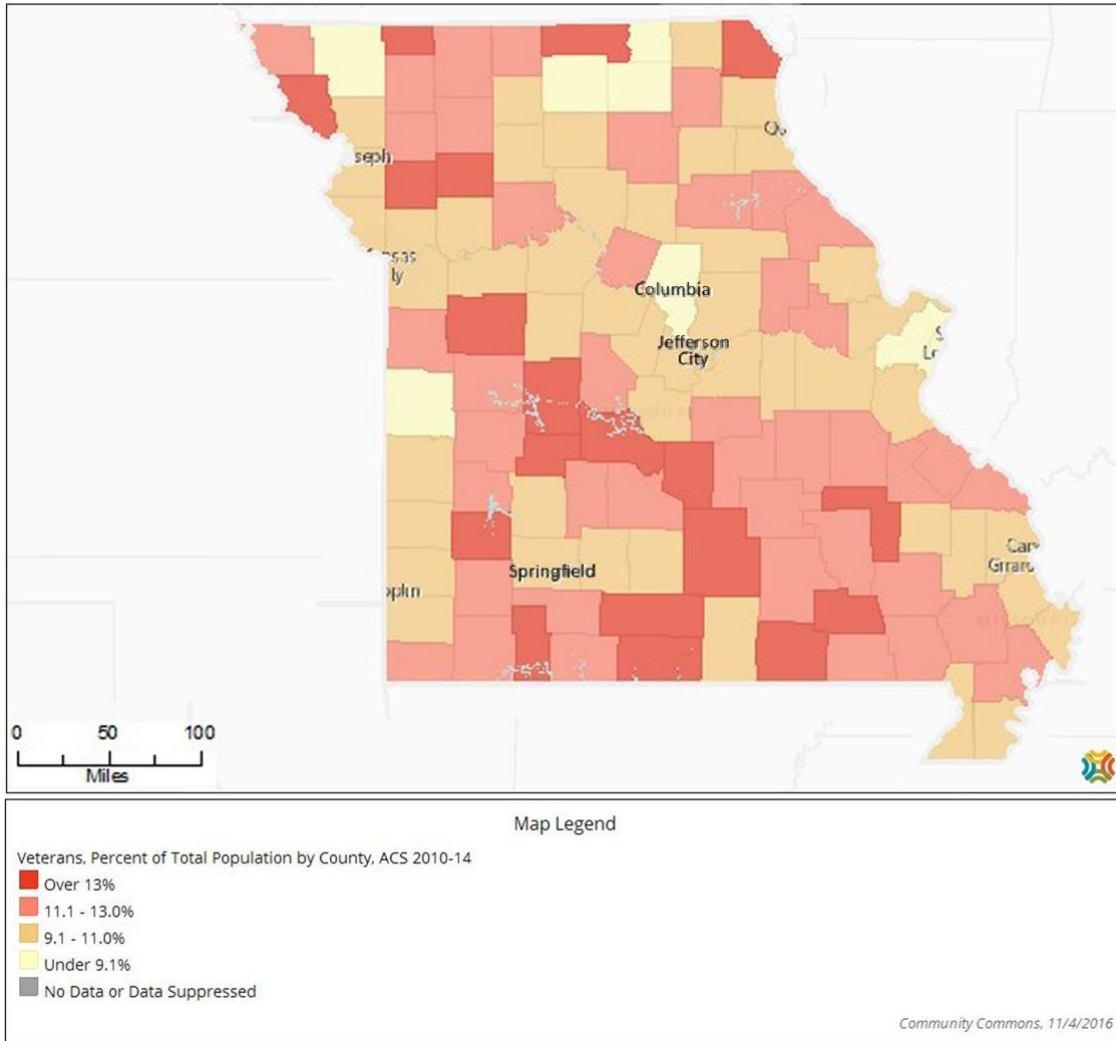 seph
Columbia
Jefferson
City
Springfield
0 50 100
Miles
Map Legend
Veterans, Percent of Total Population by County, ACS 2010-14
Over 13%
11.1 - 13.0%
9.1 - 11.0%
Under 9.1%
No Data or Data Suppressed
Community Commons, 11/4/2016